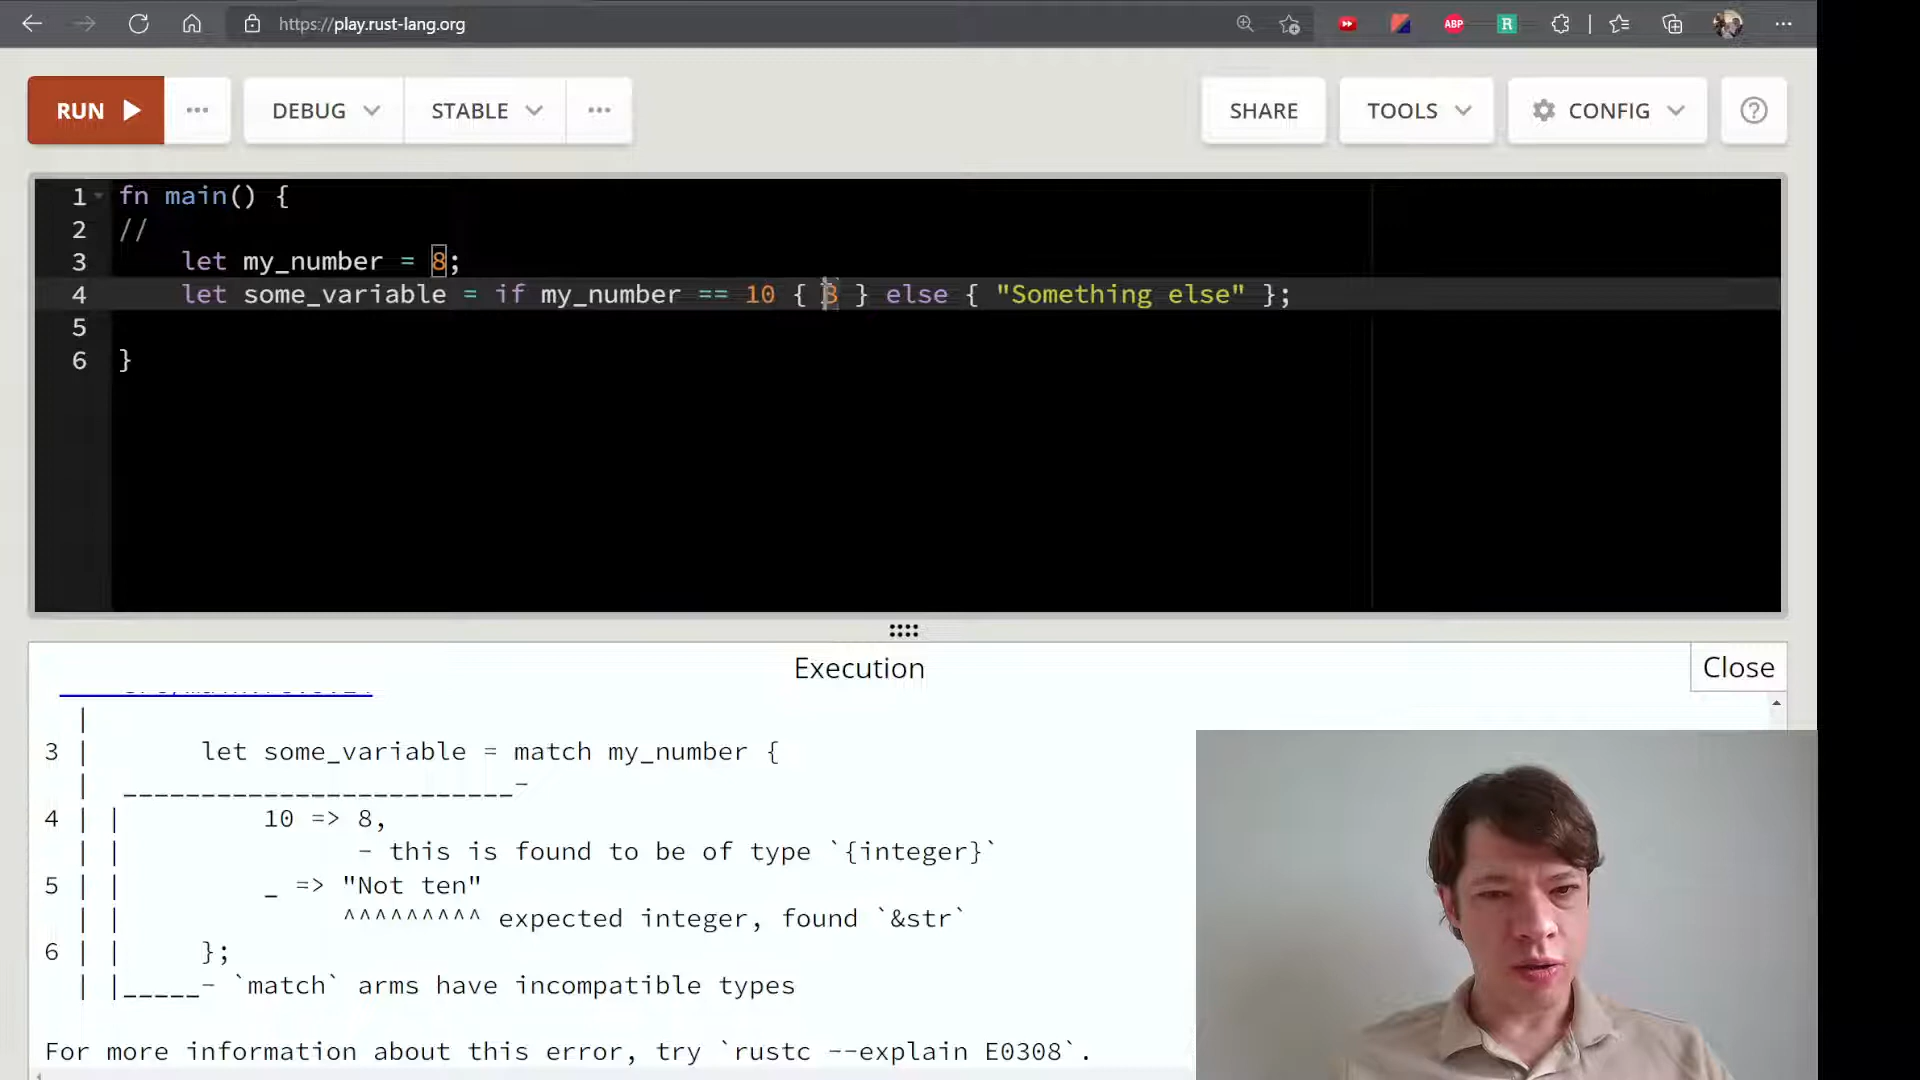 https://play.rust-lang.org
ABP
R
RUN
...
DEBUG
STABLE
...
SHARE
TOOLS
CONFIG
?
1 fn main() {
2 //
3 let my_number = 8;
4 let some_variable = if my_number == 10 { 8 } else { "Something else" };
5
6 }
Execution
Close
|
3 | let some_variable = match my_number {
| ________________________-
4 | | 10 => 8,
| | - this is found to be of type `{integer}`
5 | | _ => "Not ten"
| | ^^^^^^^^^ expected integer, found `&str`
6 | | };
| |_____- `match` arms have incompatible types
For more information about this error, try `rustc --explain E0308`.